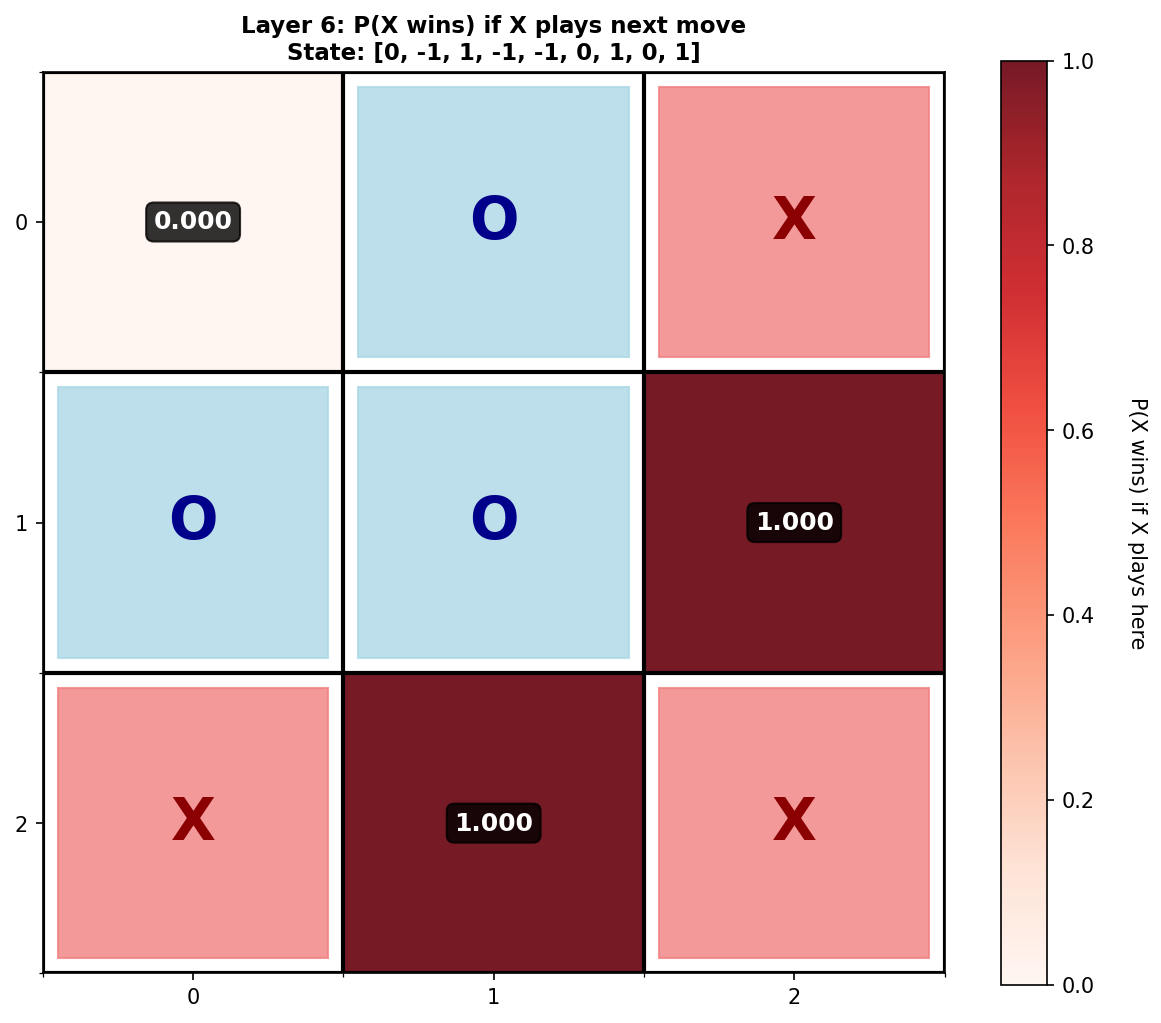 Layer 6: P(X wins) if X plays next move
State: [0, -1, 1, -1, -1, 0, 1, 0, 1]
0
0.000
O
X
1
O
O
1.000
2
X
1.000
X
0
1
2
1.0
0.8
0.6
0.4
0.2
0.0
P(X wins) if X plays here